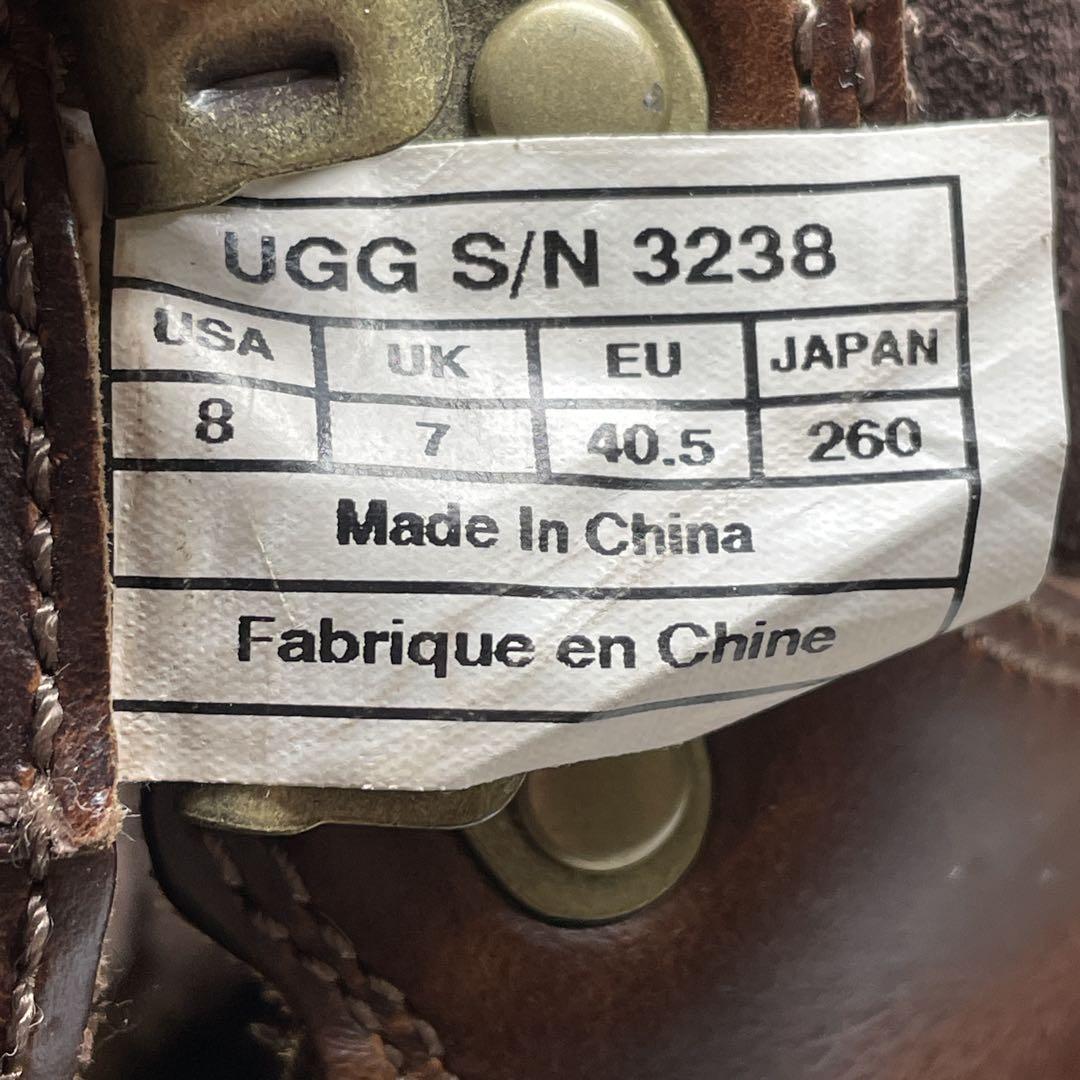 UGG S/N 3238
USA UK EU JAPAN
8 7 40.5 260
Made In China
Fabrique en Chine